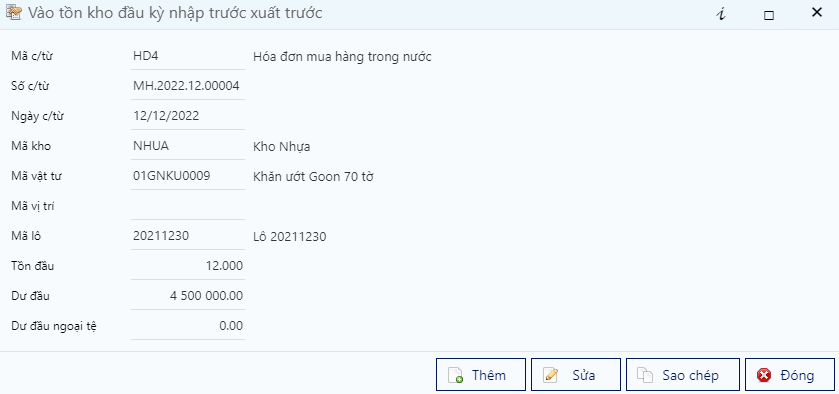 Vào tồn kho đầu kỳ nhập trước xuất trước
Mã c/từ HD4 Hóa đơn mua hàng trong nước
Số c/từ MH.2022.12.00004
Ngày c/từ 12/12/2022
Mã kho NHUA Kho Nhựa
Mã vật tư 01GNKU0009 Khăn ướt Goon 70 tờ
Mã vị trí
Mã lô 20211230 Lô 20211230
Tồn đầu 12.000
Dư đầu 4 500 000.00
Dư đầu ngoại tệ 0.00
Thêm Sửa Sao chép Đóng